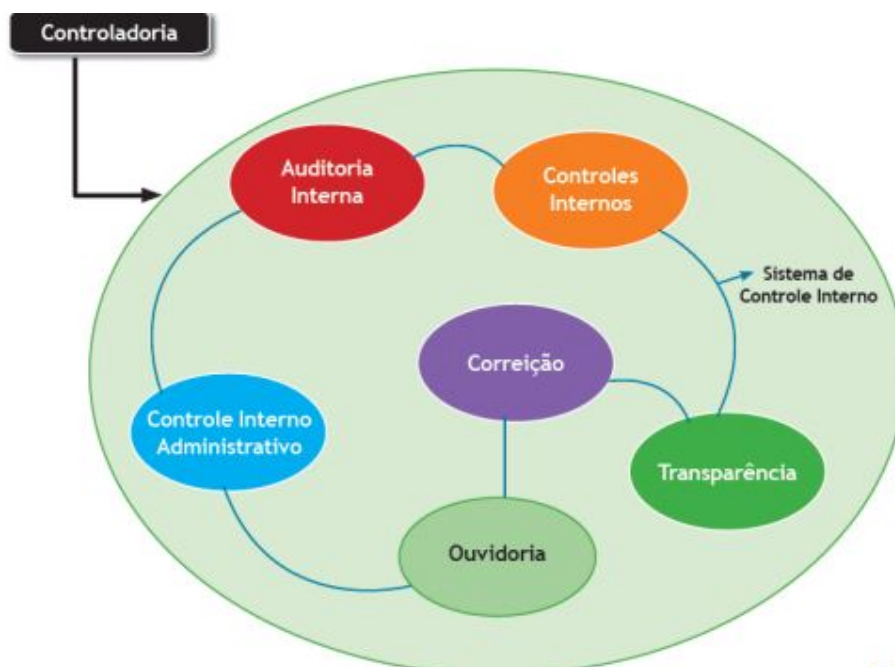 Controladoria
Auditoria
Interna
Controles
Internos
Sistema de
Controle Interno
Correição
Controle Interno
Administrativo
Transparência
Ouvidoria